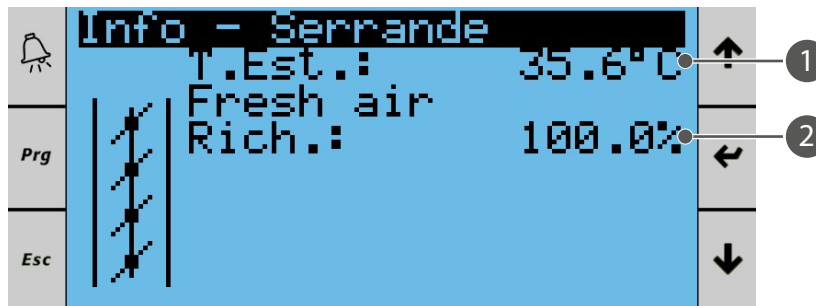 Info - Serrande
T.Est.: 35.6°C
Fresh air
Rich.: 100.0%
Prg
Esc
1
2